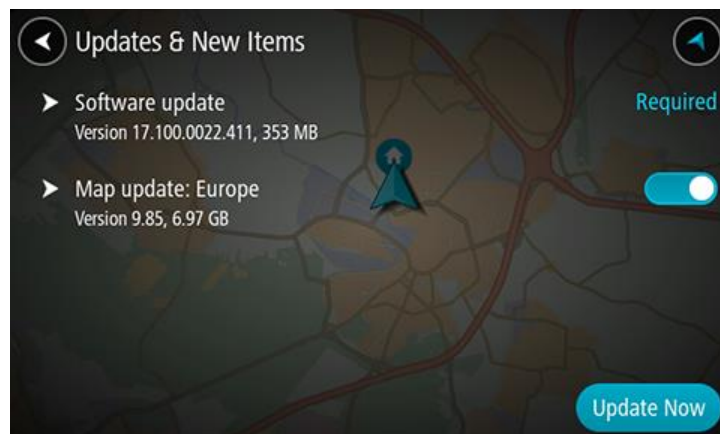 Updates & New Items
Software update
Required
Version 17.100.0022.411, 353 MB
Map update: Europe
Version 9.85, 6.97 GB
Update Now